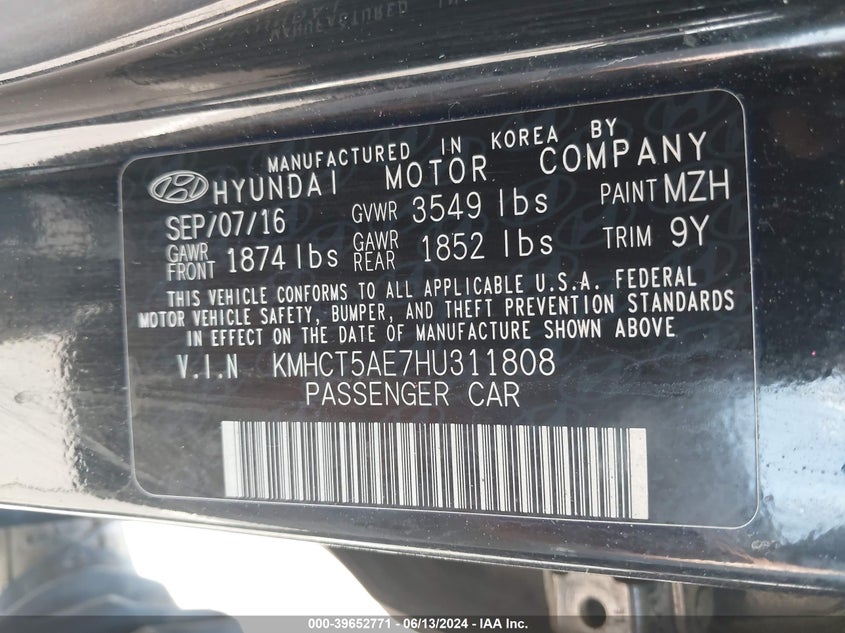 MANUFACTURED IN KOREA BY
HYUNDAI MOTOR COMPANY
SEP/07/16 GVWR 3549 lbs PAINT MZH
GAWR FRONT 1874 lbs GAWR REAR 1852 lbs TRIM 9Y
THIS VEHICLE CONFORMS TO ALL APPLICABLE U.S.A. FEDERAL
MOTOR VEHICLE SAFETY, BUMPER, AND THEFT PREVENTION STANDARDS
IN EFFECT ON THE DATE OF MANUFACTURE SHOWN ABOVE.
V.I.N KMHCT5AE7HU311808
PASSENGER CAR
000-39652771 - 06/13/2024 - IAA Inc.